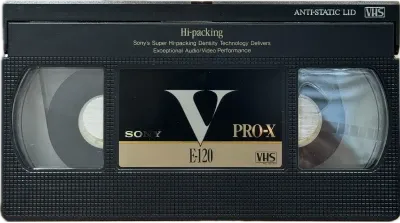 ANTI-STATIC LID VHS
Hi-packing
Sony's Super Hi-packing Density Technology Delivers
Exceptional Audio/Video Performance
V
SONY PRO-X
E-120 VHS